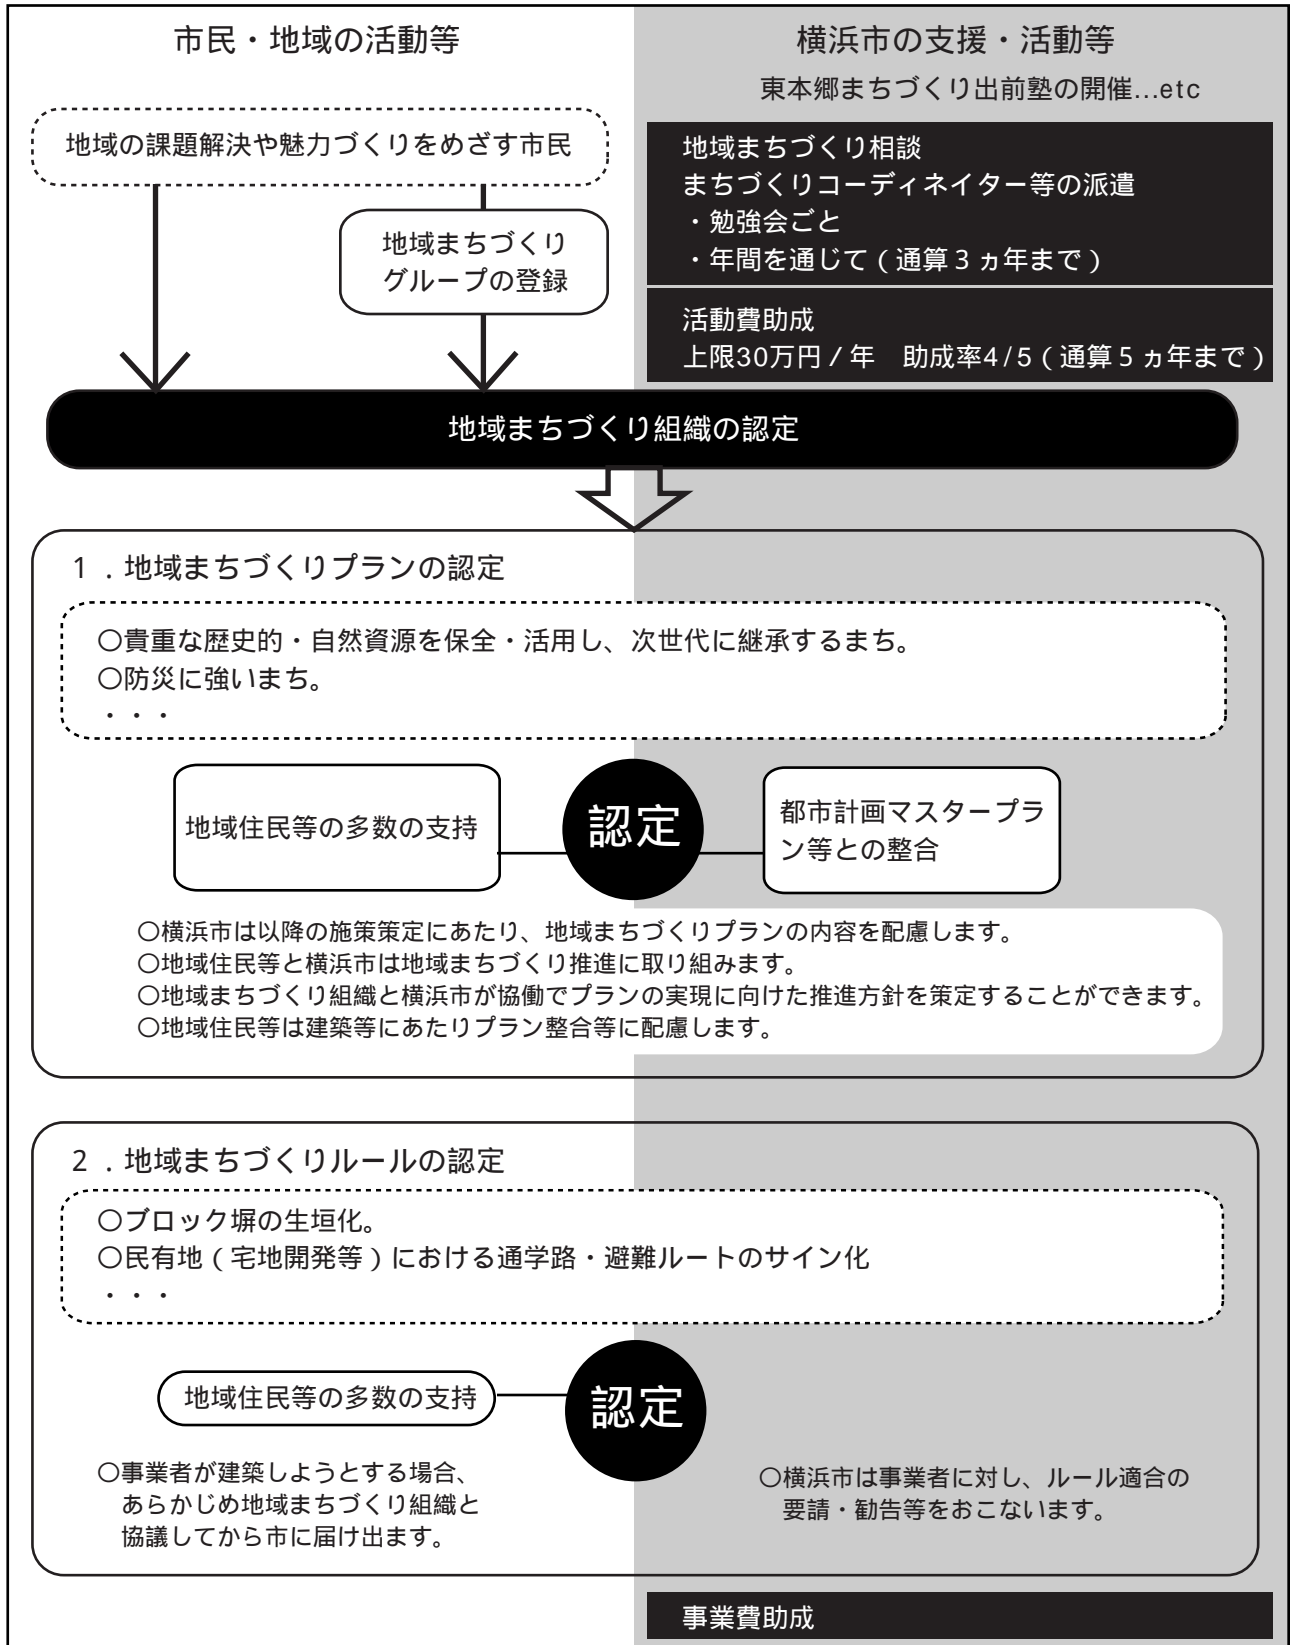 市民・地域の活動等
横浜市の支援・活動等
東本郷まちづくり出前塾の開催...etc
地域の課題解決や魅力づくりをめざす市民
地域まちづくり
グループの登録
地域まちづくり相談
まちづくりコーディネイター等の派遣
・勉強会ごと
・年間を通じて（通算３ヵ年まで）
活動費助成
上限30万円／年　助成率4/5（通算５ヵ年まで）
地域まちづくり組織の認定
１．地域まちづくりプランの認定
○貴重な歴史的・自然資源を保全・活用し、次世代に継承するまち。
○防災に強いまち。
・・・
地域住民等の多数の支持
認定
都市計画マスタープラ
ン等との整合
○横浜市は以降の施策策定にあたり、地域まちづくりプランの内容を配慮します。
○地域住民等と横浜市は地域まちづくり推進に取り組みます。
○地域まちづくり組織と横浜市が協働でプランの実現に向けた推進方針を策定することができます。
○地域住民等は建築等にあたりプラン整合等に配慮します。
２．地域まちづくりルールの認定
○ブロック塀の生垣化。
○民有地（宅地開発等）における通学路・避難ルートのサイン化
・・・
地域住民等の多数の支持
認定
○事業者が建築しようとする場合、
あらかじめ地域まちづくり組織と
協議してから市に届け出ます。
○横浜市は事業者に対し、ルール適合の
要請・勧告等をおこないます。
事業費助成